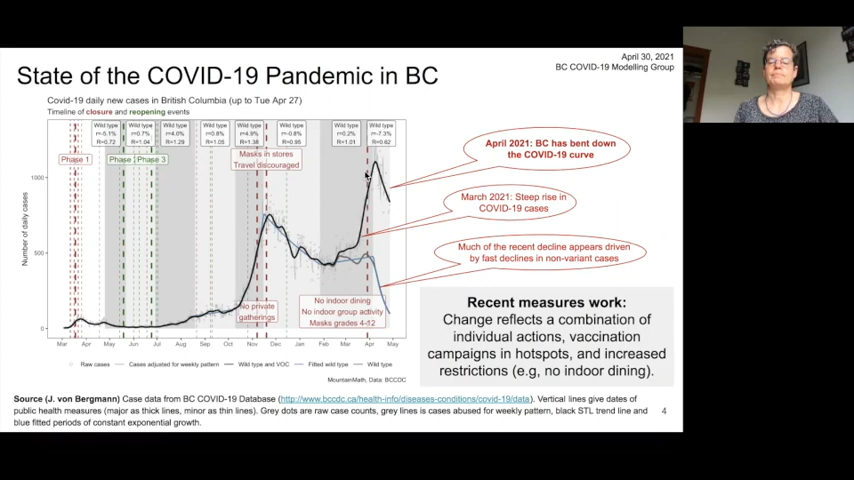 April 30, 2021
BC COVID-19 Modelling Group
State of the COVID-19 Pandemic in BC
Covid-19 daily new cases in British Columbia (up to Tue Apr 27)
Timeline of closure and reopening events
Wild type Wild type Wild type Wild type Wild type Wild type Wild type Wild type
r=-5.1% r=0.7% r=4.0% r=0.8% r=4.9% r=-0.8% r=0.2% r=-7.3%
R=0.72 R=1.04 R=1.29 R=1.05 R=1.38 R=0.95 R=1.01 R=0.62
Phase 1 Phase Phase 3
Masks in stores
Travel discouraged
April 2021: BC has bent down
the COVID-19 curve
March 2021: Steep rise in
COVID-19 cases
Much of the recent decline appears driven
by fast declines in non-variant cases
Number of daily cases
1000
500
0
No private
gatherings
No indoor dining
No indoor group activity
Masks grades 4-12
Mar Apr May Jun Jul Aug Sep Oct Nov Dec Jan Feb Mar Apr May
Raw cases Cases adjusted for weekly pattern Wild type and VOC Fitted wild type Wild type
MountainMath, Data: BCCDC
Recent measures work:
Change reflects a combination of
individual actions, vaccination
campaigns in hotspots, and increased
restrictions (e.g, no indoor dining).
Source (J. von Bergmann) Case data from BC COVID-19 Database (http://www.bccdc.ca/health-info/diseases-conditions/covid-19/data). Vertical lines give dates of
public health measures (major as thick lines, minor as thin lines). Grey dots are raw case counts, grey lines is cases abused for weekly pattern, black STL trend line and
blue fitted periods of constant exponential growth.
4